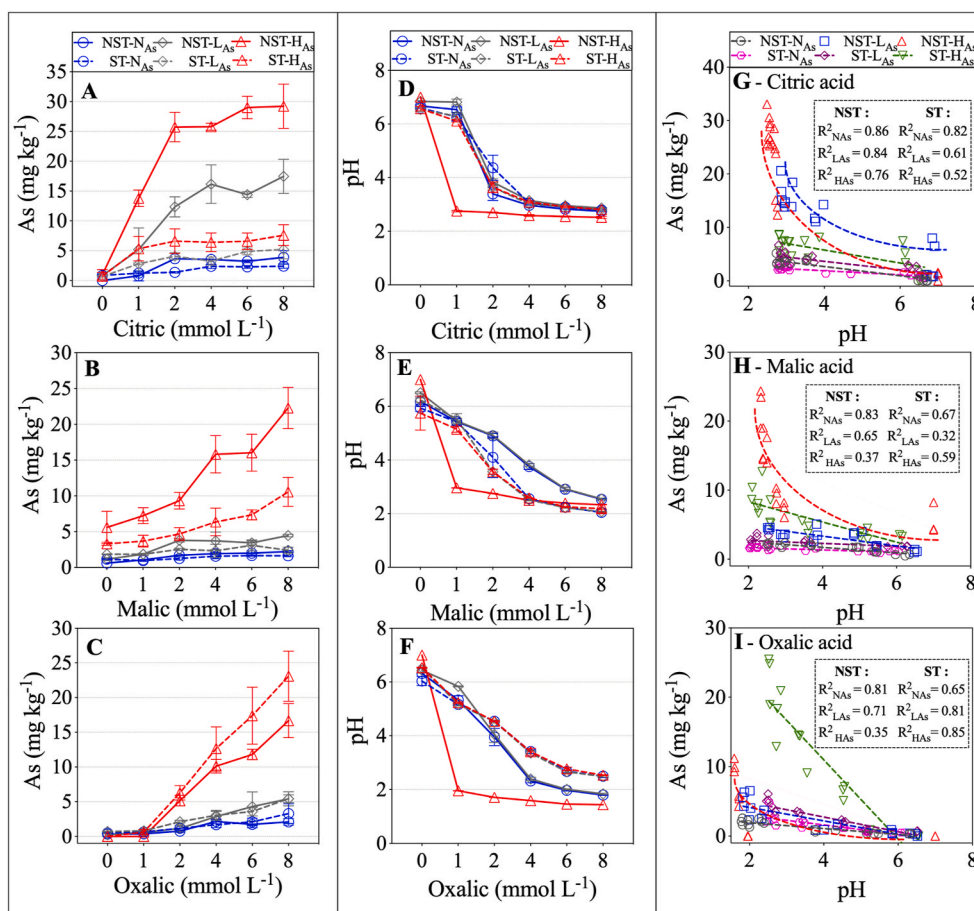 NST-N_As NST-L_As NST-H_As
ST-N_As ST-L_As ST-H_As
A
As (mg kg⁻¹)
35
30
25
20
15
10
5
0
0 1 2 4 6 8
Citric (mmol L⁻¹)
B
As (mg kg⁻¹)
30
25
20
15
10
5
0
0 1 2 4 6 8
Malic (mmol L⁻¹)
C
As (mg kg⁻¹)
30
25
20
15
10
5
0
0 1 2 4 6 8
Oxalic (mmol L⁻¹)
NST-N_As NST-L_As NST-H_As
ST-N_As ST-L_As ST-H_As
D
pH
8
6
4
2
0
0 1 2 4 6 8
Citric (mmol L⁻¹)
E
pH
8
6
4
2
0
0 1 2 4 6 8
Malic (mmol L⁻¹)
F
pH
8
6
4
2
0
0 1 2 4 6 8
Oxalic (mmol L⁻¹)
NST-N_As NST-L_As NST-H_As
ST-N_As ST-L_As ST-H_As
G - Citric acid
NST : ST :
R²_NAs = 0.86 R²_NAs = 0.82
R²_LAs = 0.84 R²_LAs = 0.61
R²_HAs = 0.76 R²_HAs = 0.52
As (mg kg⁻¹)
40
30
20
10
0
2 4 6 8
pH
H - Malic acid
NST : ST :
R²_NAs = 0.83 R²_NAs = 0.67
R²_LAs = 0.65 R²_LAs = 0.32
R²_HAs = 0.37 R²_HAs = 0.59
As (mg kg⁻¹)
30
20
10
0
2 4 6 8
pH
I - Oxalic acid
NST : ST :
R²_NAs = 0.81 R²_NAs = 0.65
R²_LAs = 0.71 R²_LAs = 0.81
R²_HAs = 0.35 R²_HAs = 0.85
As (mg kg⁻¹)
30
20
10
0
2 4 6 8
pH